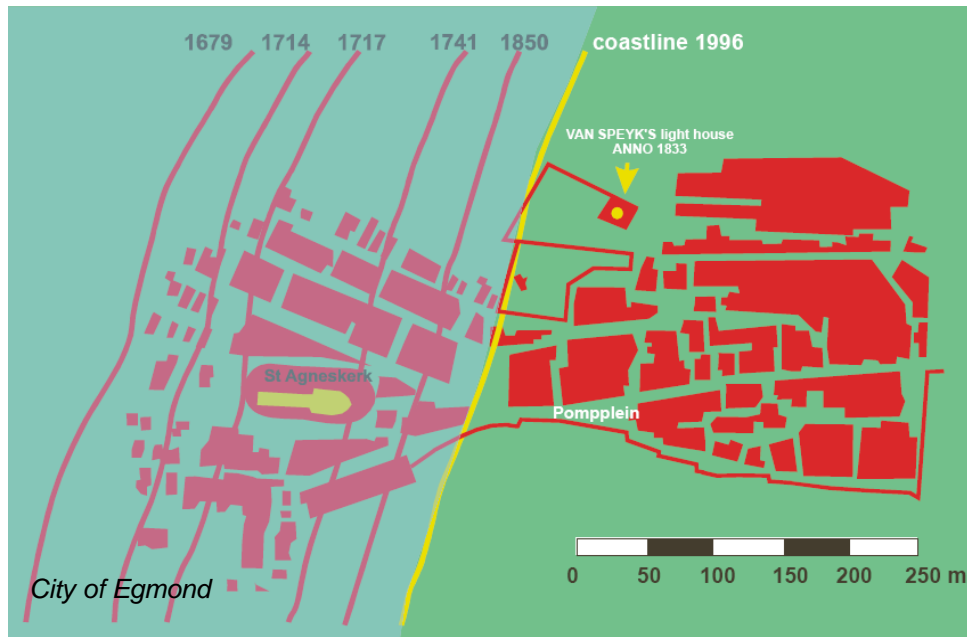 1679 1714 1717 1741 1850 coastline 1996
VAN SPEYK'S light house
ANNO 1833
St Agneskerk
Pompplein
City of Egmond
0 50 100 150 200 250 m